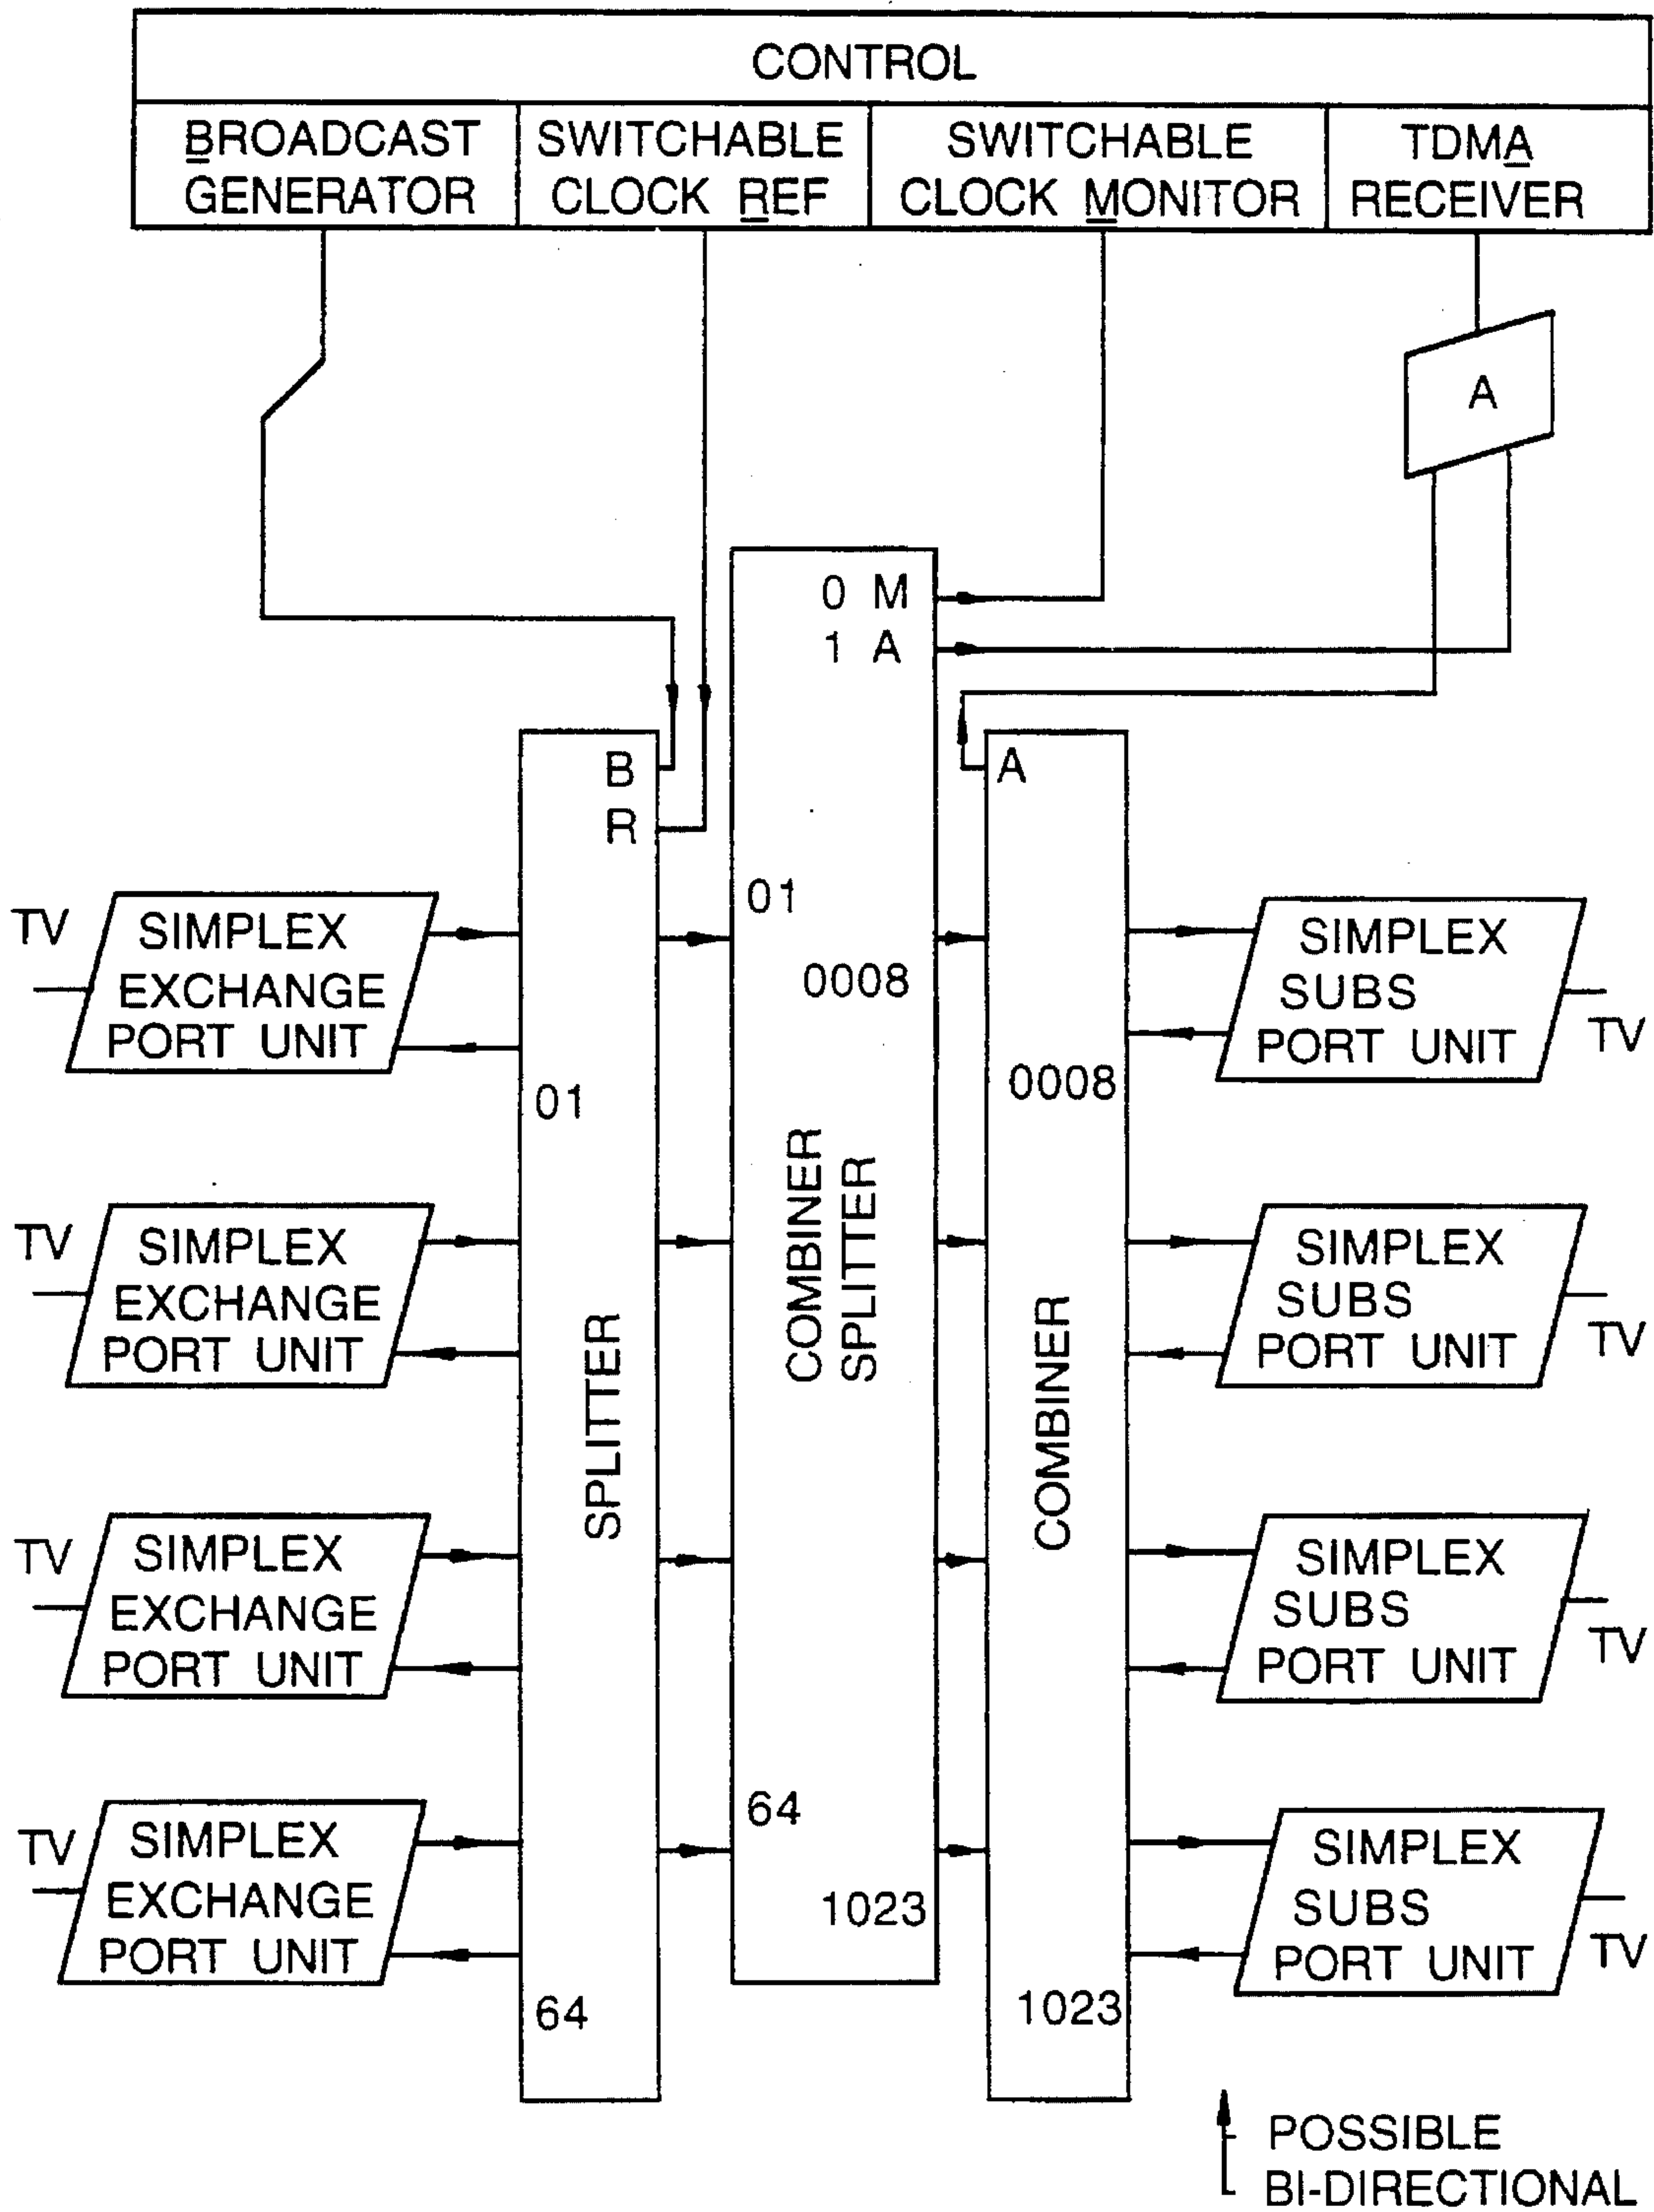 CONTROL
BROADCAST GENERATOR
SWITCHABLE CLOCK REF
SWITCHABLE CLOCK MONITOR
TDMA RECEIVER
A
0 M
1 A
B
R
A
01
0008
64
1023
COMBINER
SPLITTER
01
64
SPLITTER
0008
1023
COMBINER
TV
SIMPLEX
EXCHANGE
PORT UNIT
TV
SIMPLEX
EXCHANGE
PORT UNIT
TV
SIMPLEX
EXCHANGE
PORT UNIT
TV
SIMPLEX
EXCHANGE
PORT UNIT
SIMPLEX
SUBS
PORT UNIT
TV
SIMPLEX
SUBS
PORT UNIT
TV
SIMPLEX
SUBS
PORT UNIT
TV
SIMPLEX
SUBS
PORT UNIT
TV
POSSIBLE
BI-DIRECTIONAL